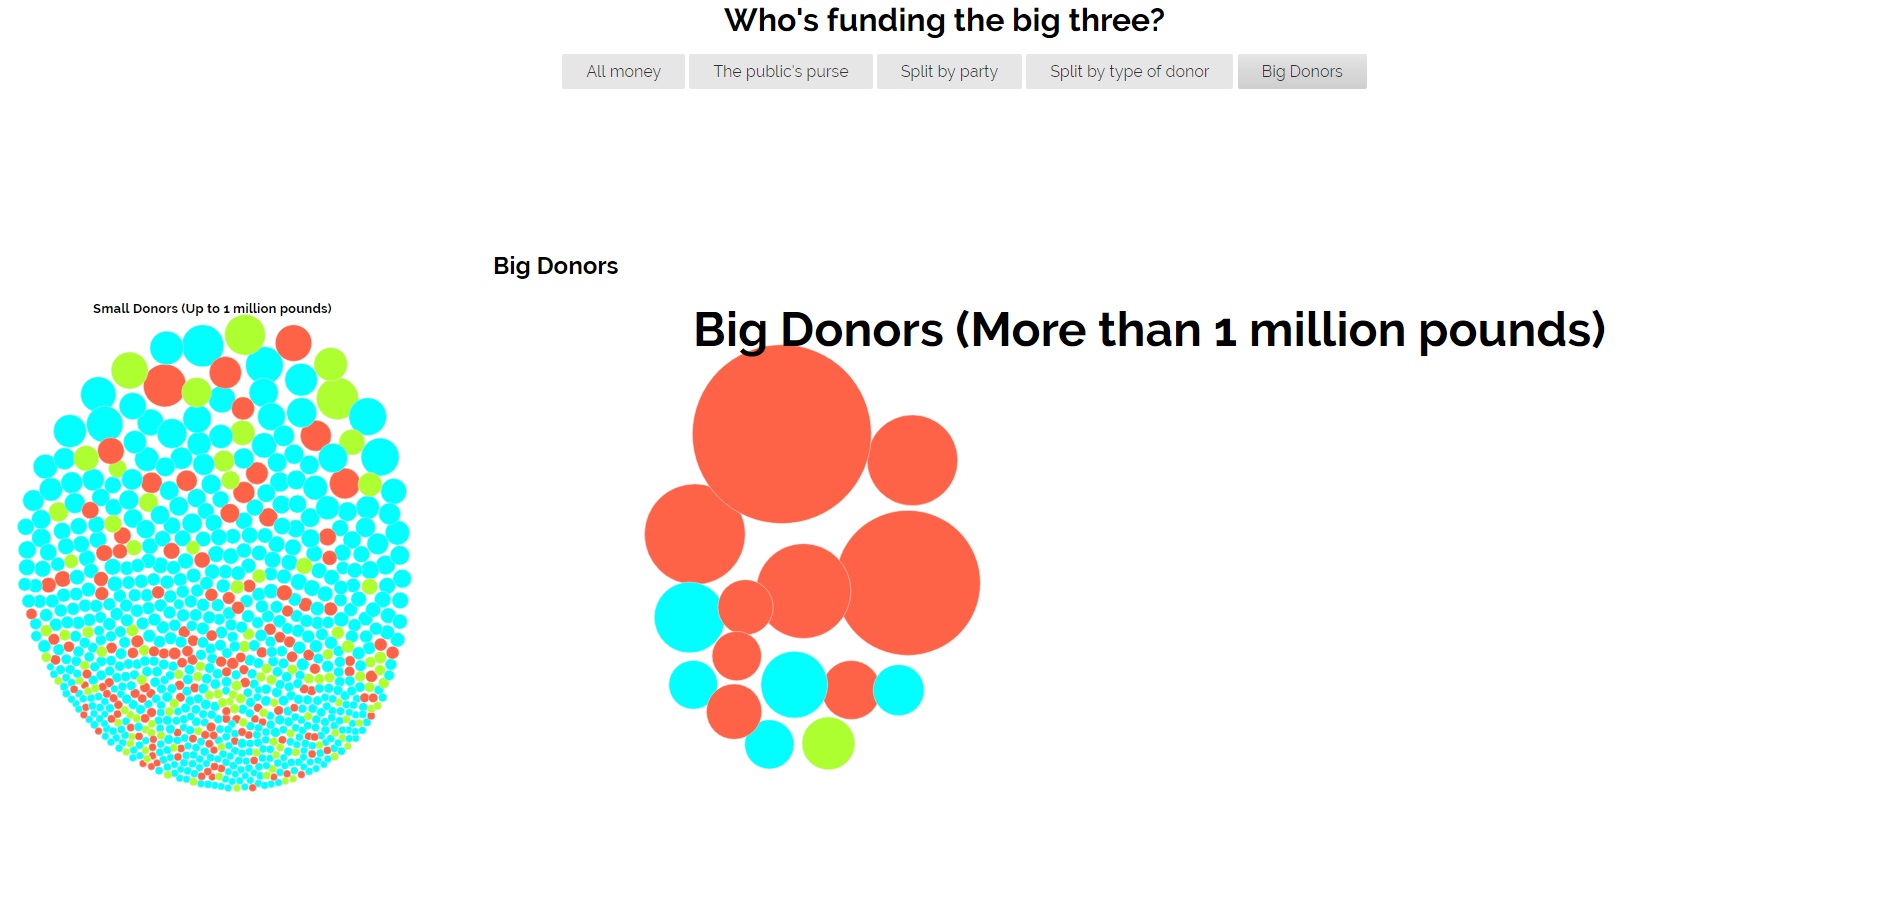 Who's funding the big three?
All money
The public's purse
Split by party
Split by type of donor
Big Donors
Big Donors
Small Donors (Up to 1 million pounds)
Big Donors (More than 1 million pounds)